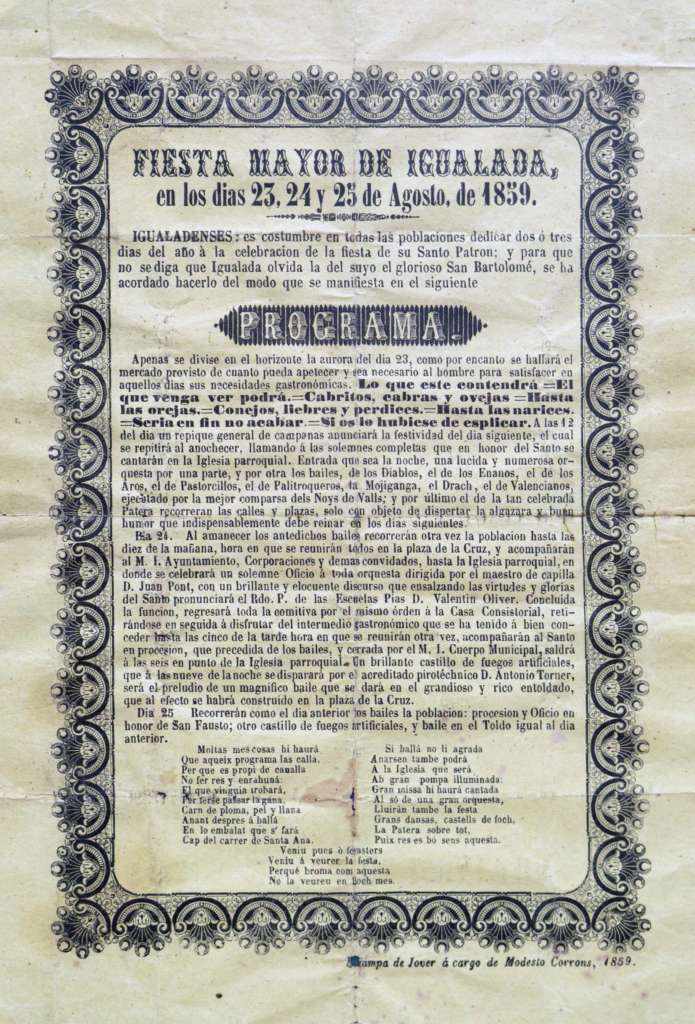 FIESTA MAYOR DE IGUALADA,
en los dias 23, 24 y 25 de Agosto, de 1859.
IGUALADENSES: es costumbre en todas las poblaciones dedicar dos ó tres
dias del año à la celebracion de la fiesta de su Santo Patron: y para que
no se diga que Igualada olvida la del suyo el glorioso San Bartolomé, se ha
acordado hacerlo del modo que se manifiesta en el siguiente
PROGRAMA.
Apenas se divise en el horizonte la aurora del dia 23, como por encanto se hallará el
mercado provisto de cuanto pueda apetecer y sea necesario al hombre para satisfacer en
aquellos dias sus necesidades gastronómicas. Lo que este contendrá =El
que venga ver podrá.=Cabritos, cabras y ovejas =Hasta
las orejas.=Conejos, liebres y perdices.=Hasta las narices.
=Seria en fin no acabar.=Si os lo hubiese de esplicar. A las 12
del dia un repique general de campanas anunciará la festividad del dia siguiente, el cual
se repitirá al anochecer, llamando á las solemnes completas que en honor del Santo se
cantarán en la Iglesia parroquial. Entrada que sea la noche, una lucida y numerosa or-
questa por una parte, y por otra los bailes, de los Diablos, el de los Enanos, el de los
Aros, el de Pastorcillos, el de Palitroqueros, la Mojiganga, el Drach, el de Valencianos,
ejecutado por la mejor comparsa dels Noys de Valls; y por último el de la tan celebrada
Patera recorreran las calles y plazas, solo con objeto de dispertar la algazara y buen
humor que indispensablemente debe reinar en los dias siguientes
Dia 24. Al amanecer los antedichos bailes recorrerán otra vez la poblacion hasta las
diez de la mañana, hora en que se reunirán todos en la plaza de la Cruz, y acompañarán
al M. I. Ayuntamiento, Corporaciones y demas convidados, hasta la Iglesia parroquial, en
donde se celebrará un solemne Oficio á toda orquesta dirigida por el maestro de capilla
D. Juan Pont, con un brillante y elocuente discurso que ensalzando las virtudes y glorias
del Santo pronunciará el Rdo. P. de las Escuelas Pias D. Valentin Oliver. Concluida
la funcion, regresará toda la comitiva por el mismo órden á la Casa Consistorial, reti-
rándose en seguida á disfrutar del intermedio gastronómico que se ha tenido á bien con-
ceder hasta las cinco de la tarde hora en que se reunirán otra vez, acompañarán al Santo
en procesion, que precedida de los bailes, y cerrada por el M. I. Cuerpo Municipal, saldrá
á las seis en punto de la Iglesia parroquial. Un brillante castillo de fuegos artificiales,
que à las nueve de la noche se disparará por el acreditado pirotéchnico D. Antonio Torner,
será el preludio de un magnifico baile que se dará en el grandioso y rico entoldado,
que al efecto se habrá construido en la plaza de la Cruz.
Dia 25 Recorrerán como el dia anterior los bailes la poblacion: procesion y Oficio en
honor de San Fausto; otro castillo de fuegos artificiales, y baile en el Toldo igual al dia
anterior.
Moltas mes cosas hi haurá
Que aqueix programa las calla.
Per que es propi de canalla
No fer res y enrahuná:
El que vinguia trobará,
Per ferse passar la gana,
Carn de ploma, pel y llana
Anant despres á ballá
En lo embalat que s' fará
Cap del carrer de Santa Ana.
Si ballá no li agrada
Anarsen tambe podrá
A la Iglesia que será
Ab gran pompa illuminada:
Gran missa hi haurá cantada
Al só de una gran orquesta,
Lluirán tambe la festa
Grans dansas, castells de foch,
La Patera sobre tot,
Puix res es bó sens aquesta.
Veniu pues ò forasters
Veniu á veurer la festa,
Perqué broma com aquesta
No la veureu en lloch mes.
Estampa de Jover á cargo de Modesto Corrons, 1859.